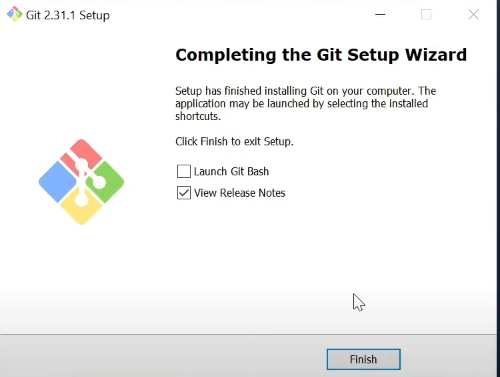 Git 2.31.1 Setup
Completing the Git Setup Wizard
Setup has finished installing Git on your computer. The
application may be launched by selecting the installed
shortcuts.
Click Finish to exit Setup.
Launch Git Bash
View Release Notes
Finish